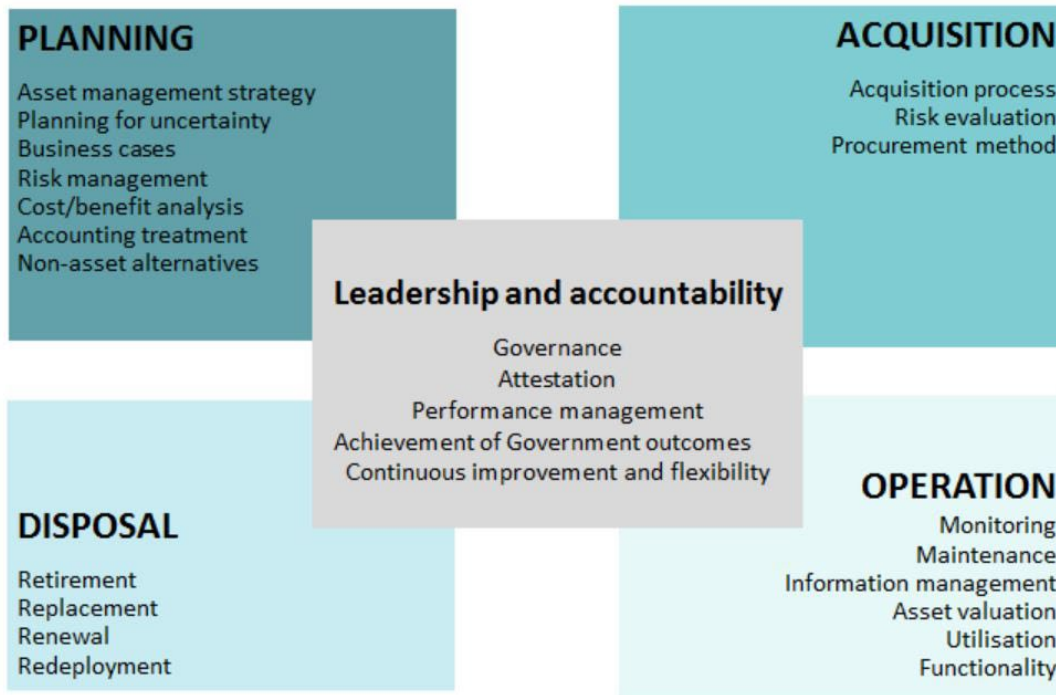 PLANNING
Asset management strategy
Planning for uncertainty
Business cases
Risk management
Cost/benefit analysis
Accounting treatment
Non-asset alternatives
ACQUISITION
Acquisition process
Risk evaluation
Procurement method
Leadership and accountability
Governance
Attestation
Performance management
Achievement of Government outcomes
Continuous improvement and flexibility
DISPOSAL
Retirement
Replacement
Renewal
Redeployment
OPERATION
Monitoring
Maintenance
Information management
Asset valuation
Utilisation
Functionality